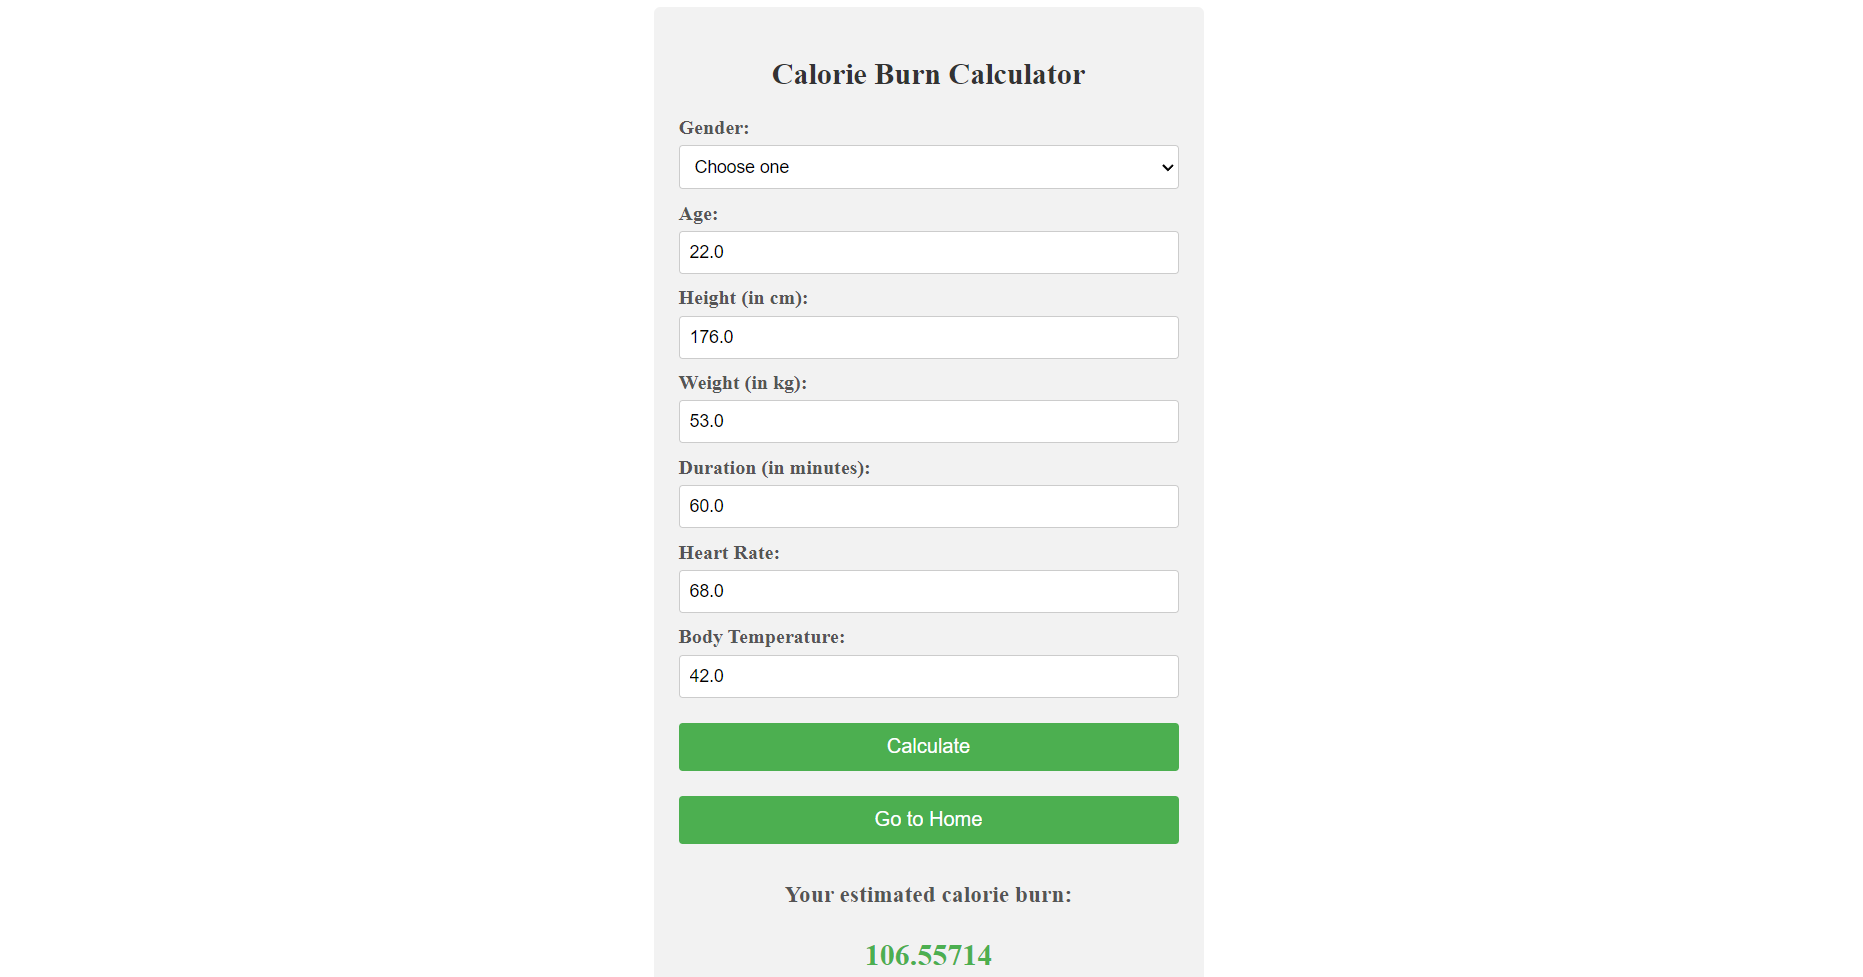 Calorie Burn Calculator
Gender:
Choose one
Age:
22.0
Height (in cm):
176.0
Weight (in kg):
53.0
Duration (in minutes):
60.0
Heart Rate:
68.0
Body Temperature:
42.0
Calculate
Go to Home
Your estimated calorie burn:
106.55714